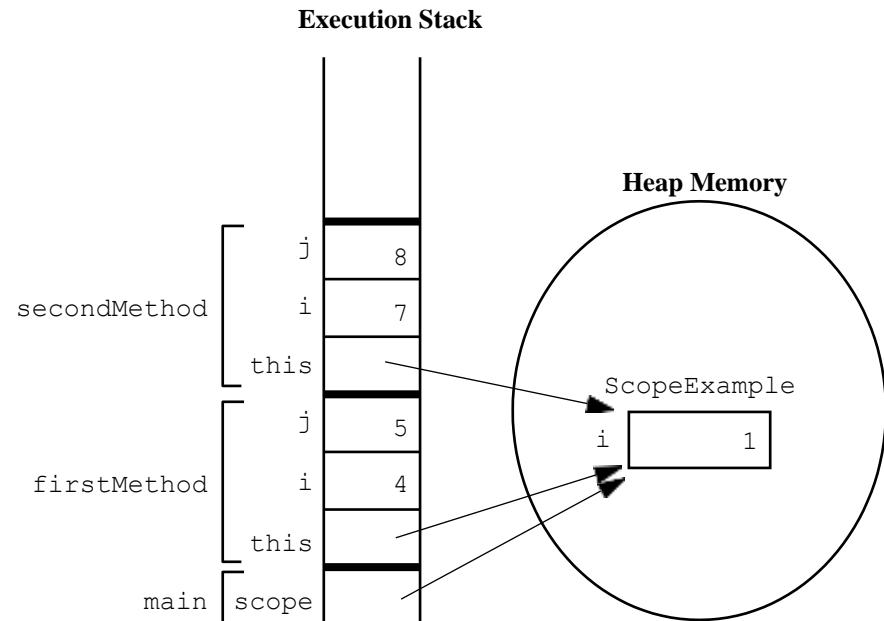 Execution Stack
Heap Memory
secondMethod
j 8
i 7
this
firstMethod
j 5
i 4
this
main scope
ScopeExample
i 1